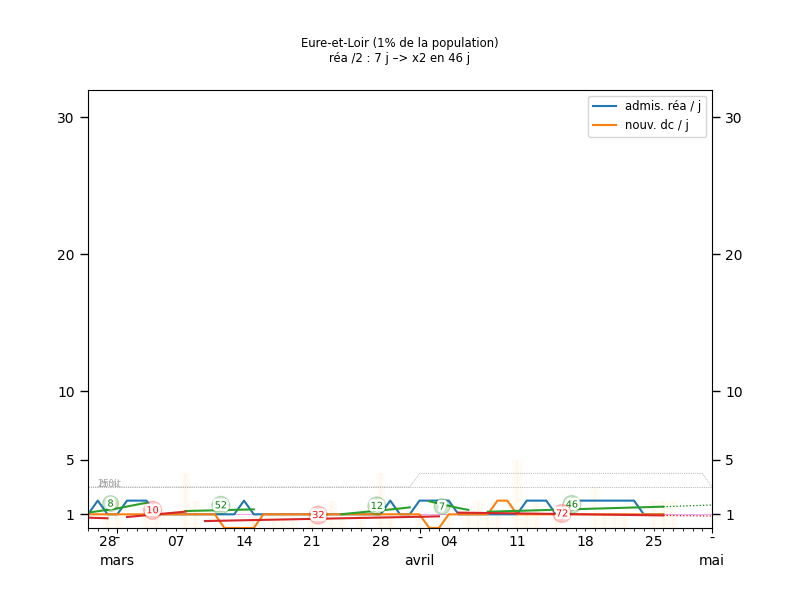 Eure-et-Loir (1% de la population)
réa /2 : 7 j –> x2 en 46 j
admis. réa / j
nouv. dc / j
30 30
20 20
10 10
5 5
8 10 52 32 12 7 46 72
1 1
28 07 14 21 28 04 11 18 25
mars avril mai